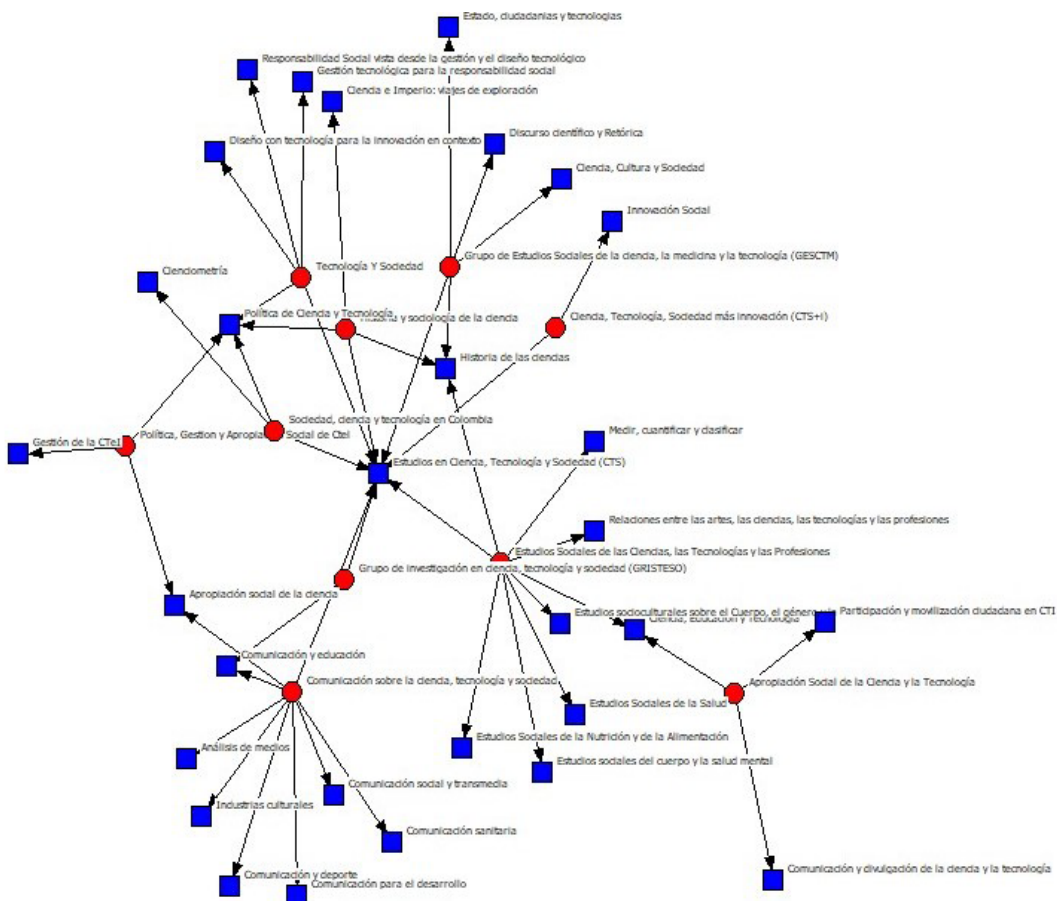 Estado, ciudadanias y tecnologias
Responsabilidad Social vista desde la gestión y el diseño tecnológico
Gestión tecnológica para la responsabilidad social
Ciencia e Imperio: viajes de exploración
Discurso científico y Retórica
Diseño con tecnología para la innovación en contexto
Ciencia, Cultura y Sociedad
Innovación Social
Grupo de Estudios Sociales de la ciencia, la medicina y la tecnología (GESCTM)
Tecnología Y Sociedad
Cienciometría
Política de Ciencia y Tecnología
y sociología de la ciencia
Ciencia, Tecnología, Sociedad más innovación (CTS+i)
Historia de las ciencias
Sociedad, ciencia y tecnología en Colombia
Medir, cuantificar y clasificar
Gestión de la CTeI
Política, Gestion y Apropia Social de CteI
Estudios en Ciencia, Tecnología y Sociedad (CTS)
Relaciones entre las artes, las ciencias, las tecnologías y las profesiones
Estudios Sociales de las Ciencias, las Tecnologías y las Profesiones
Grupo de investigación en ciencia, tecnología y sociedad (GRISTESO)
Apropiación social de la ciencia
Estudios socioculturales sobre el Cuerpo, el género
Participación y movilización ciudadana en CTI
Ciencia, Educación y Tecnología
Comunicación y educación
Comunicación sobre la ciencia, tecnología y sociedad
Apropiación Social de la Ciencia y la Tecnología
Estudios Sociales de la Salud
Estudios Sociales de la Nutrición y de la Alimentación
Análisis de medios
Estudios sociales del cuerpo y la salud mental
Comunicación social y transmedia
Industrias culturales
Comunicación sanitaria
Comunicación y deporte
Comunicación para el desarrollo
Comunicación y divulgación de la ciencia y la tecnología